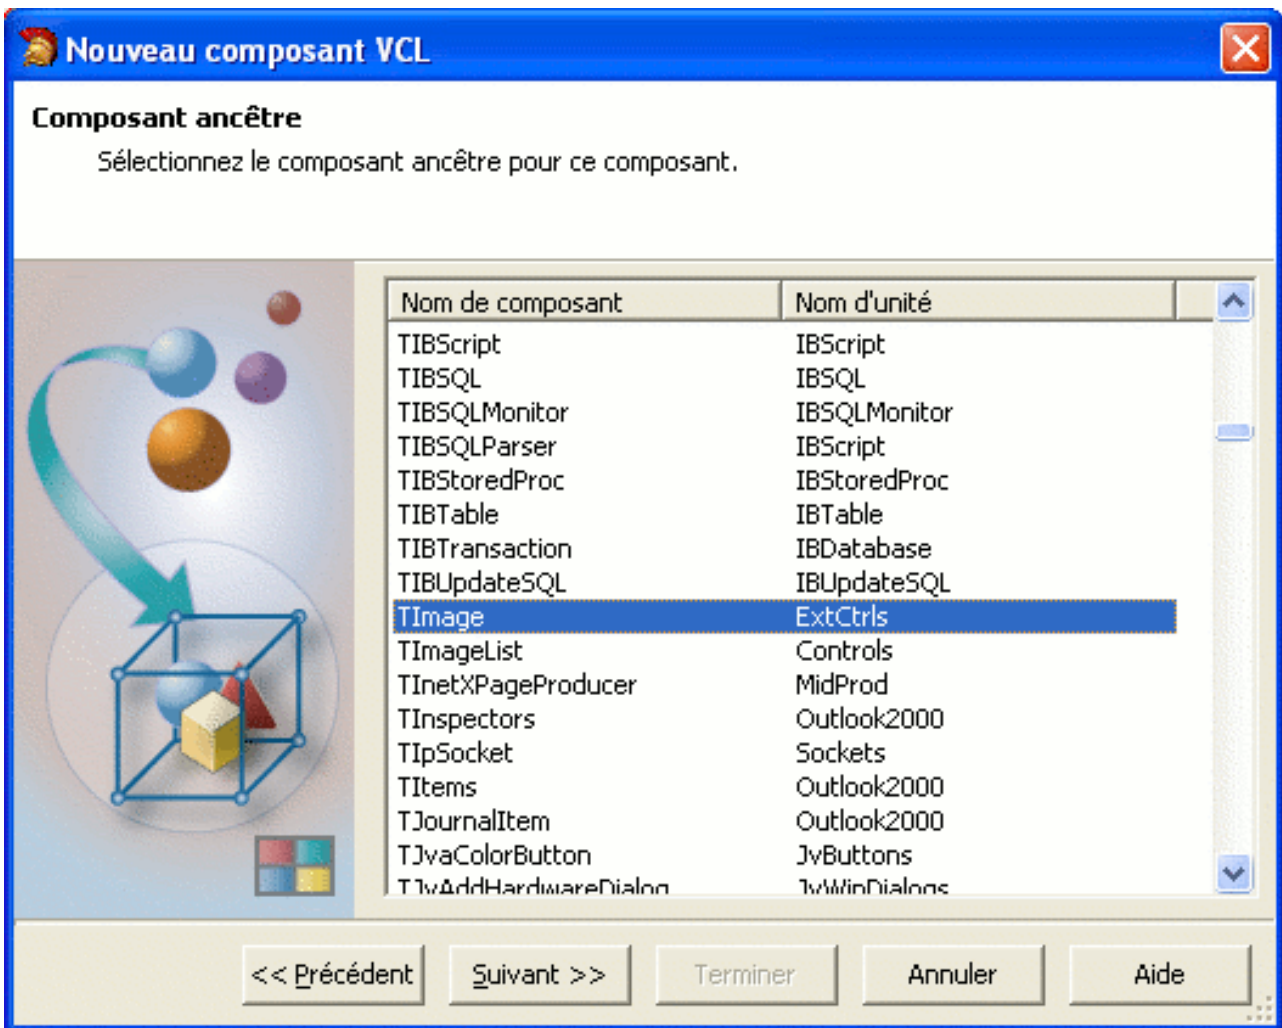 Nouveau composant VCL
Composant ancêtre
Sélectionnez le composant ancêtre pour ce composant.
Nom de composant Nom d'unité
TIBScript IBScript
TIBSQL IBSQL
TIBSQLMonitor IBSQLMonitor
TIBSQLParser IBScript
TIBStoredProc IBStoredProc
TIBTable IBTable
TIBTransaction IBDatabase
TIBUpdateSQL IBUpdateSQL
TImage ExtCtrls
TImageList Controls
TInetXPageProducer MidProd
TInspectors Outlook2000
TIpSocket Sockets
TItems Outlook2000
TJournalItem Outlook2000
TJvaColorButton JvButtons
TJvAddHardwareDialog JvWinDialogs
<< Précédent Suivant >> Terminer Annuler Aide